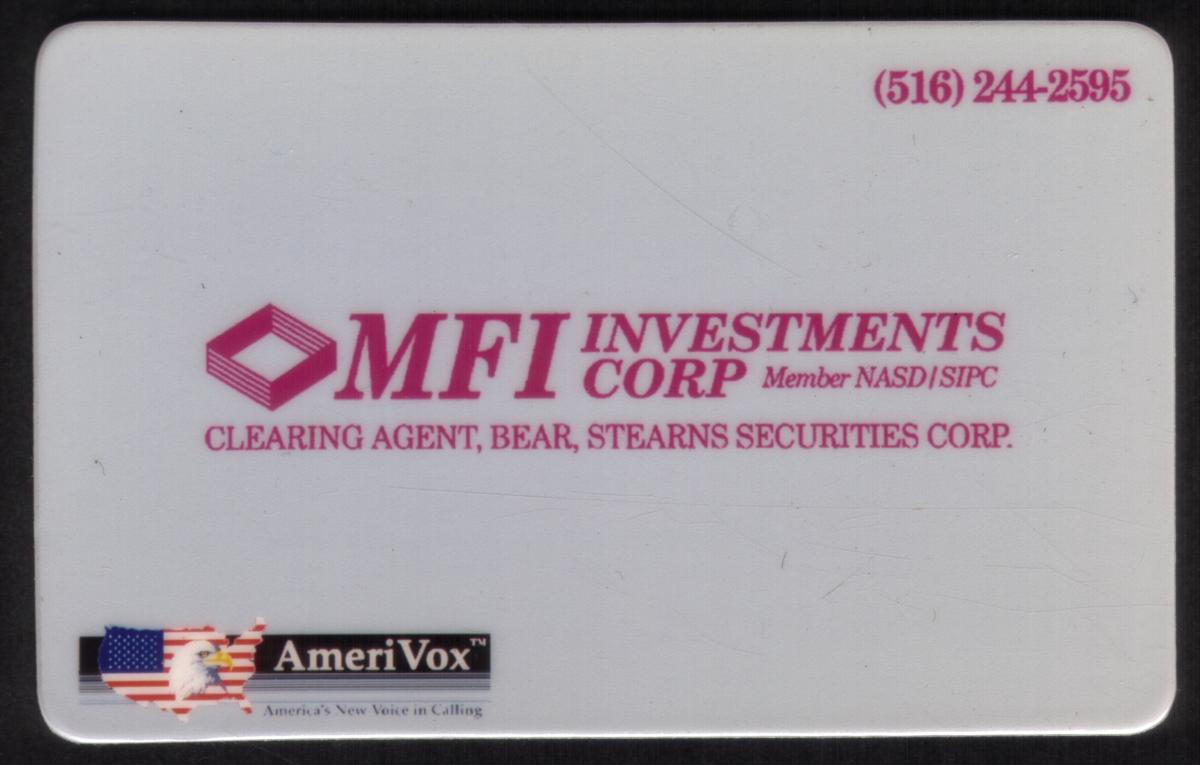 (516) 244-2595
MFI INVESTMENTS
CORP Member NASD/SIPC
CLEARING AGENT, BEAR, STEARNS SECURITIES CORP.
AmeriVox™
America's New Voice in Calling